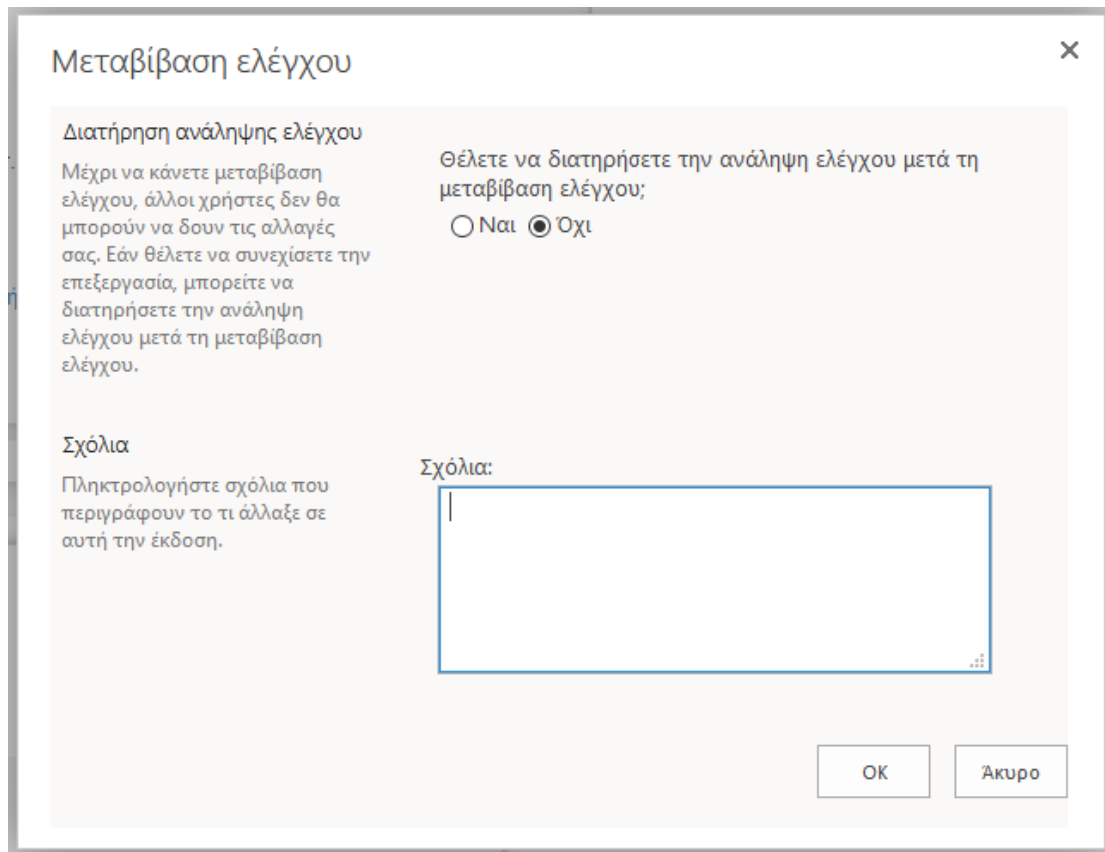 Μεταβίβαση ελέγχου
Διατήρηση ανάληψης ελέγχου
Μέχρι να κάνετε μεταβίβαση
ελέγχου, άλλοι χρήστες δεν θα
μπορούν να δουν τις αλλαγές
σας. Εάν θέλετε να συνεχίσετε την
επεξεργασία, μπορείτε να
διατηρήσετε την ανάληψη
ελέγχου μετά τη μεταβίβαση
ελέγχου.
Θέλετε να διατηρήσετε την ανάληψη ελέγχου μετά τη
μεταβίβαση ελέγχου;
Ναι Όχι
Σχόλια
Πληκτρολογήστε σχόλια που
περιγράφουν το τι άλλαξε σε
αυτή την έκδοση.
Σχόλια:
OK Άκυρο